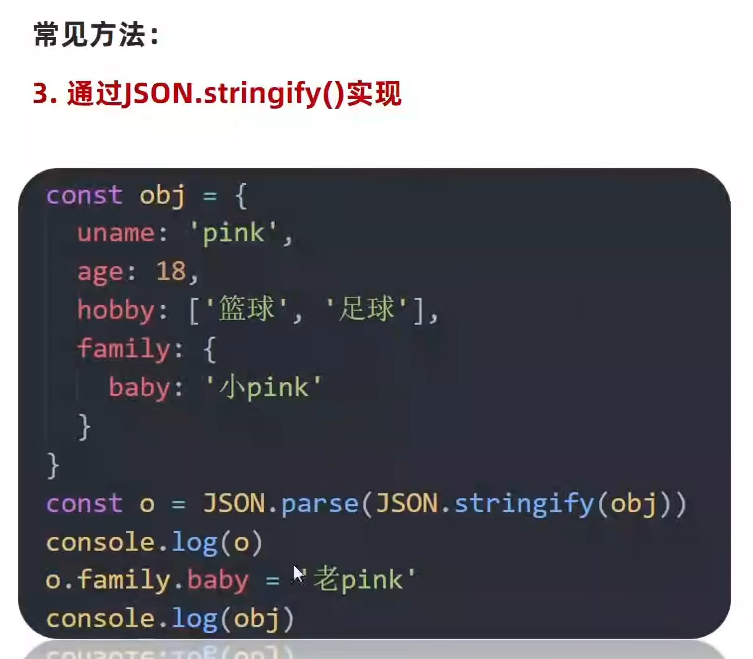 常见方法：
3. 通过JSON.stringify()实现
const obj = {
  uname: 'pink',
  age: 18,
  hobby: ['篮球', '足球'],
  family: {
    baby: '小pink'
  }
}
const o = JSON.parse(JSON.stringify(obj))
console.log(o)
o.family.baby = '老pink'
console.log(obj)